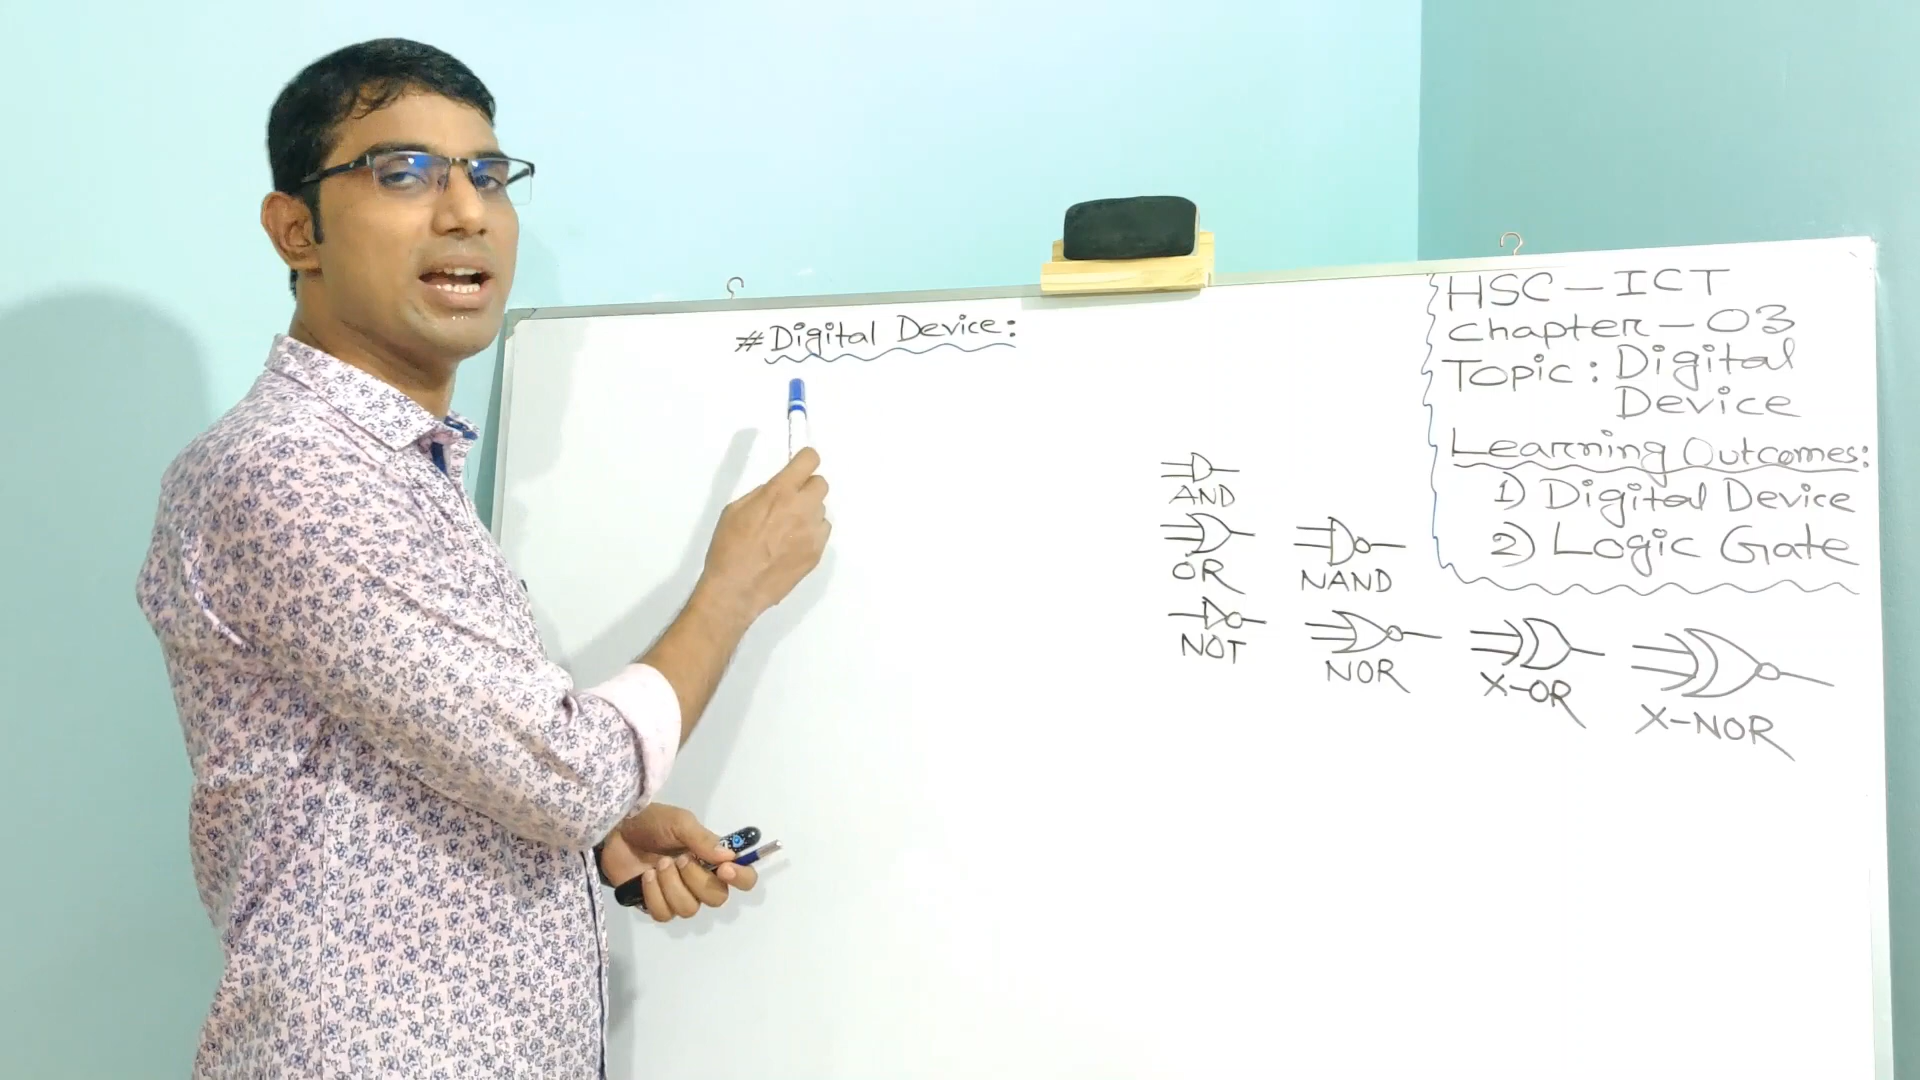 #Digital Device:
HSC-ICT
Chapter-03
Topic: Digital
Device
Learning Outcomes:
1) Digital Device
2) Logic Gate
AND
OR
NAND
NOT
NOR
X-OR
X-NOR